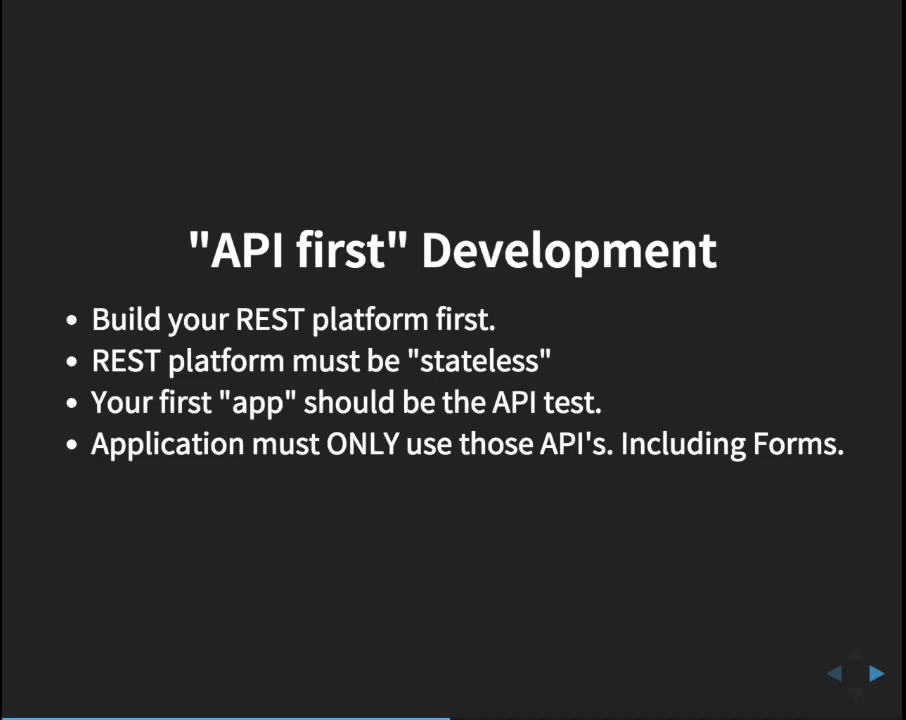 "API first" Development
• Build your REST platform first.
• REST platform must be "stateless"
• Your first "app" should be the API test.
• Application must ONLY use those API's. Including Forms.